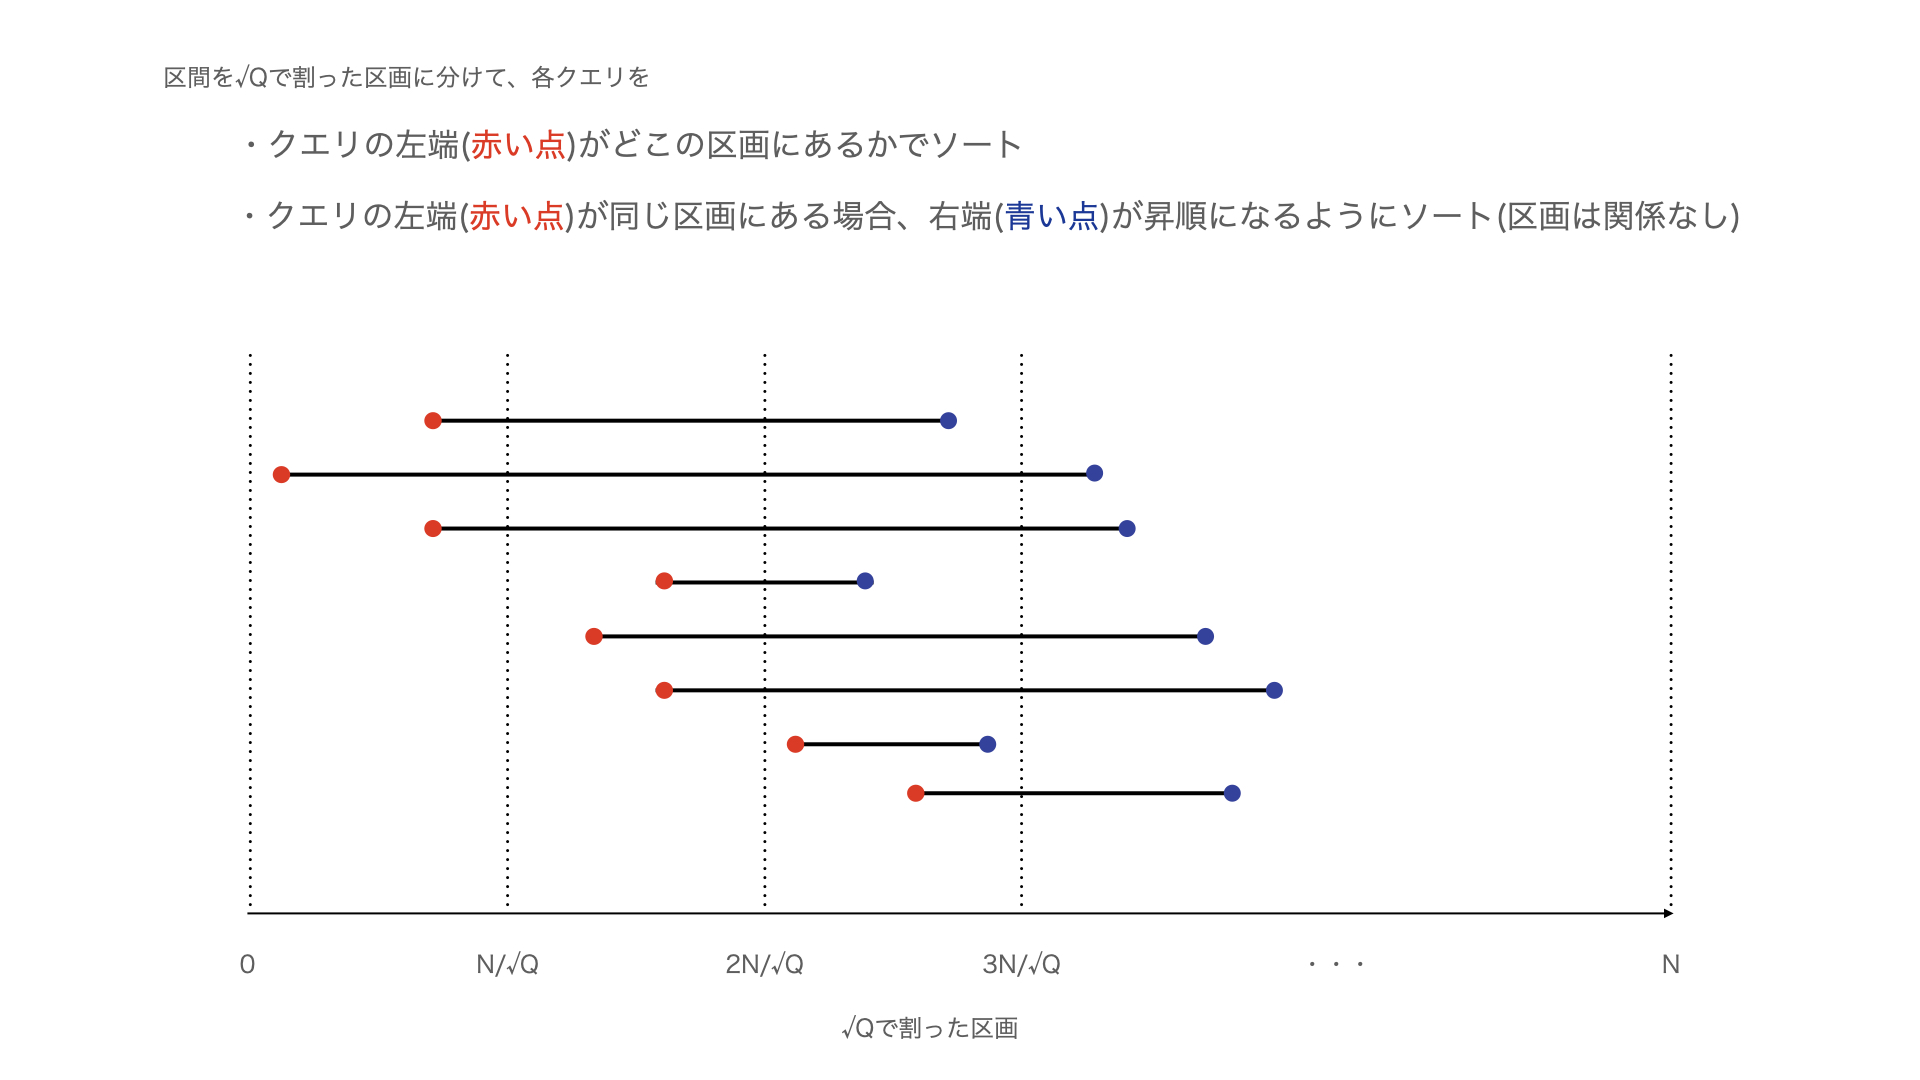 区間を√Qで割った区画に分けて、各クエリを
・クエリの左端(赤い点)がどこの区画にあるかでソート
・クエリの左端(赤い点)が同じ区画にある場合、右端(青い点)が昇順になるようにソート(区画は関係なし)
0 N/√Q 2N/√Q 3N/√Q ・・・ N
√Qで割った区画